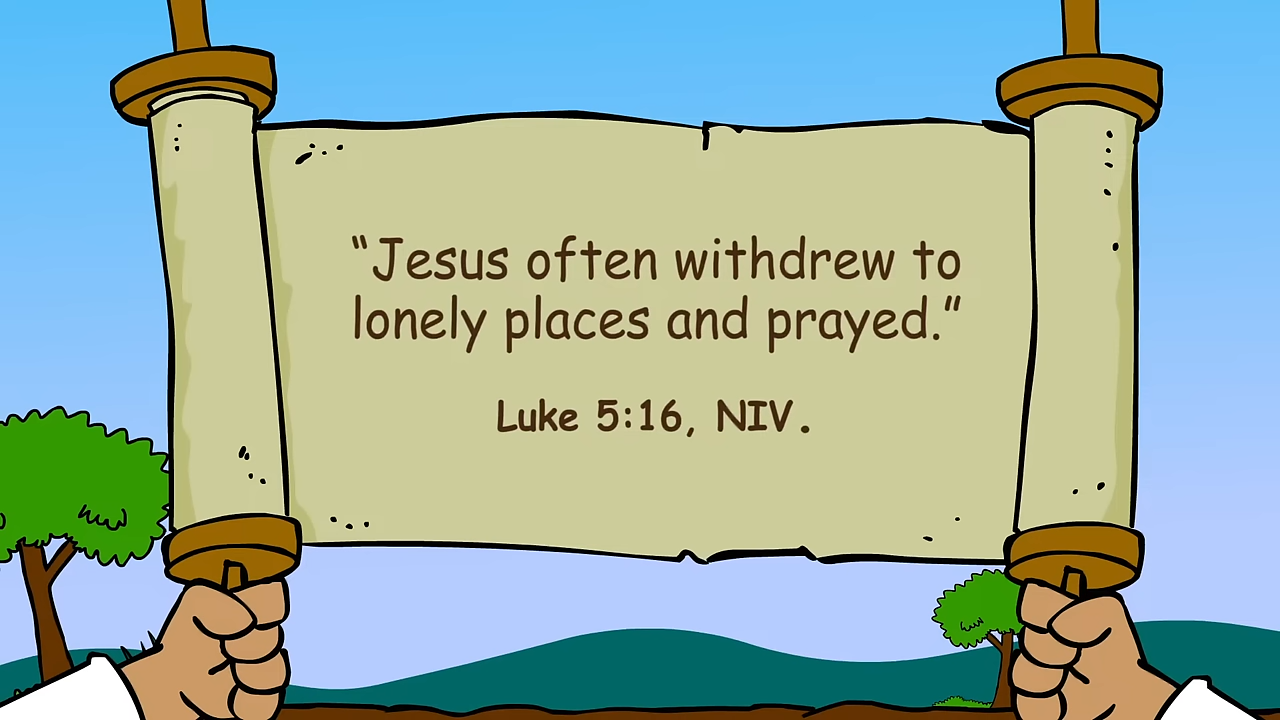 “Jesus often withdrew to
lonely places and prayed.”
Luke 5:16, NIV.